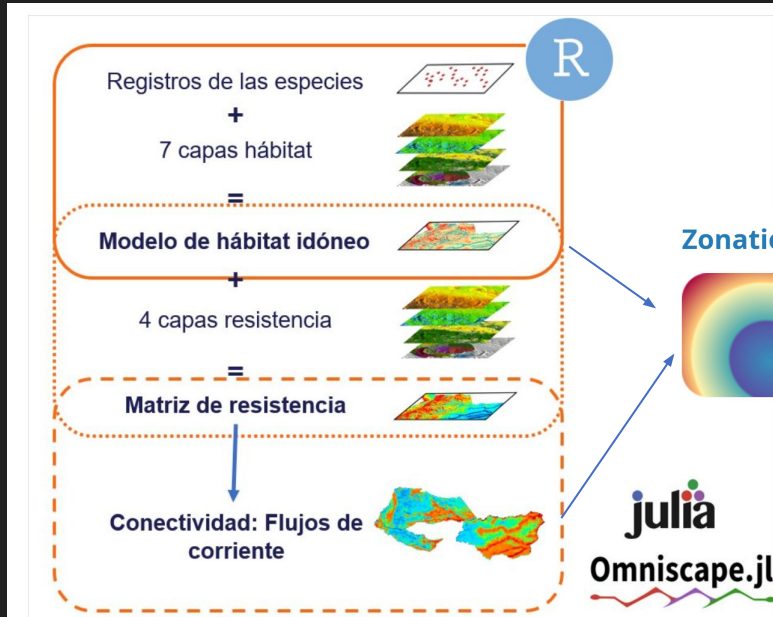 R
Registros de las especies
+
7 capas hábitat
=
Modelo de hábitat idóneo
+
4 capas resistencia
=
Matriz de resistencia
Conectividad: Flujos de
corriente
Zonatio
julia
Omniscape.jl